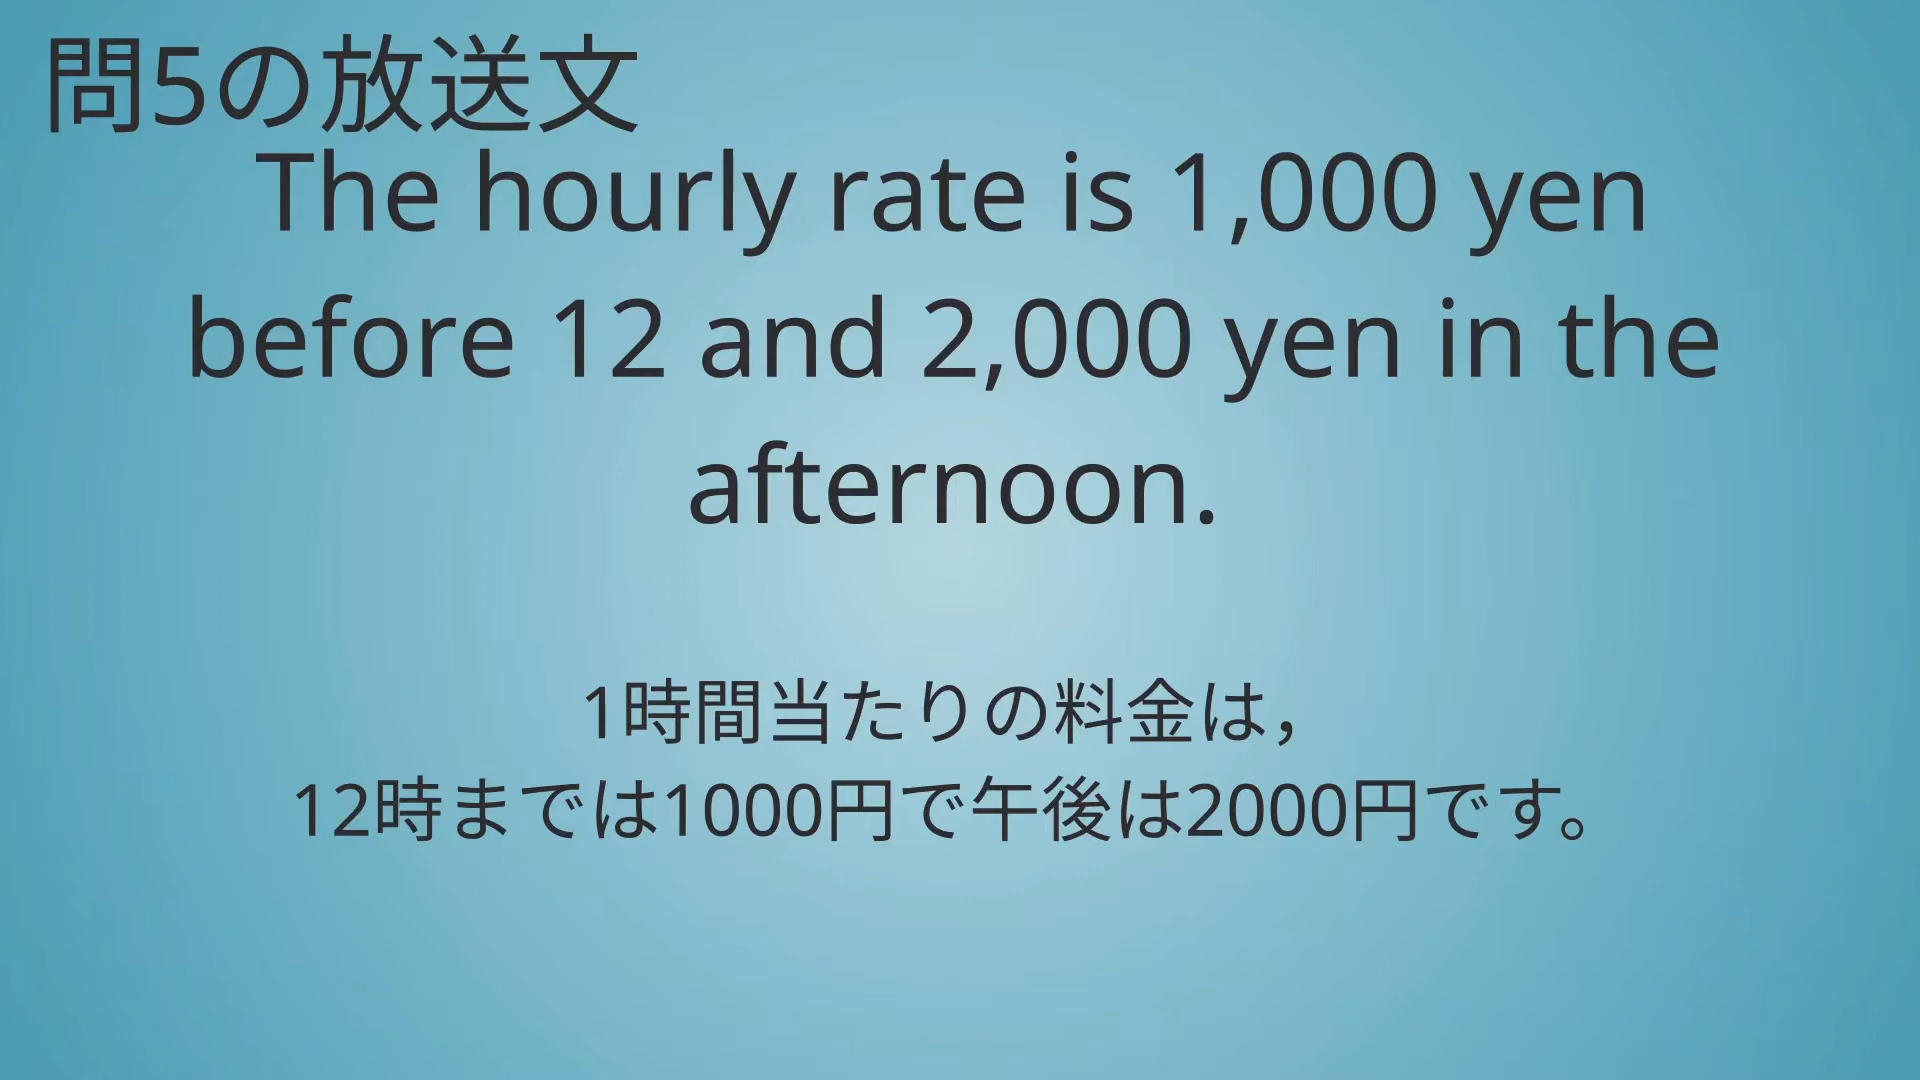 問5の放送文
The hourly rate is 1,000 yen
before 12 and 2,000 yen in the
afternoon.
1時間当たりの料金は，
12時までは1000円で午後は2000円です。